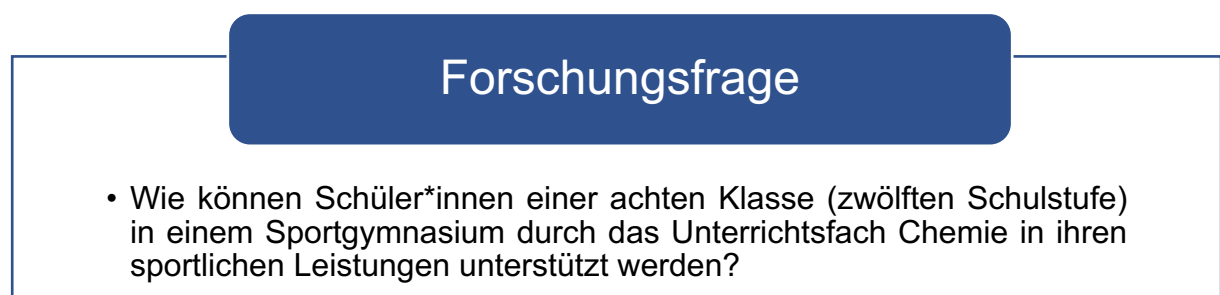 Forschungsfrage
• Wie können Schüler*innen einer achten Klasse (zwölften Schulstufe)
in einem Sportgymnasium durch das Unterrichtsfach Chemie in ihren
sportlichen Leistungen unterstützt werden?